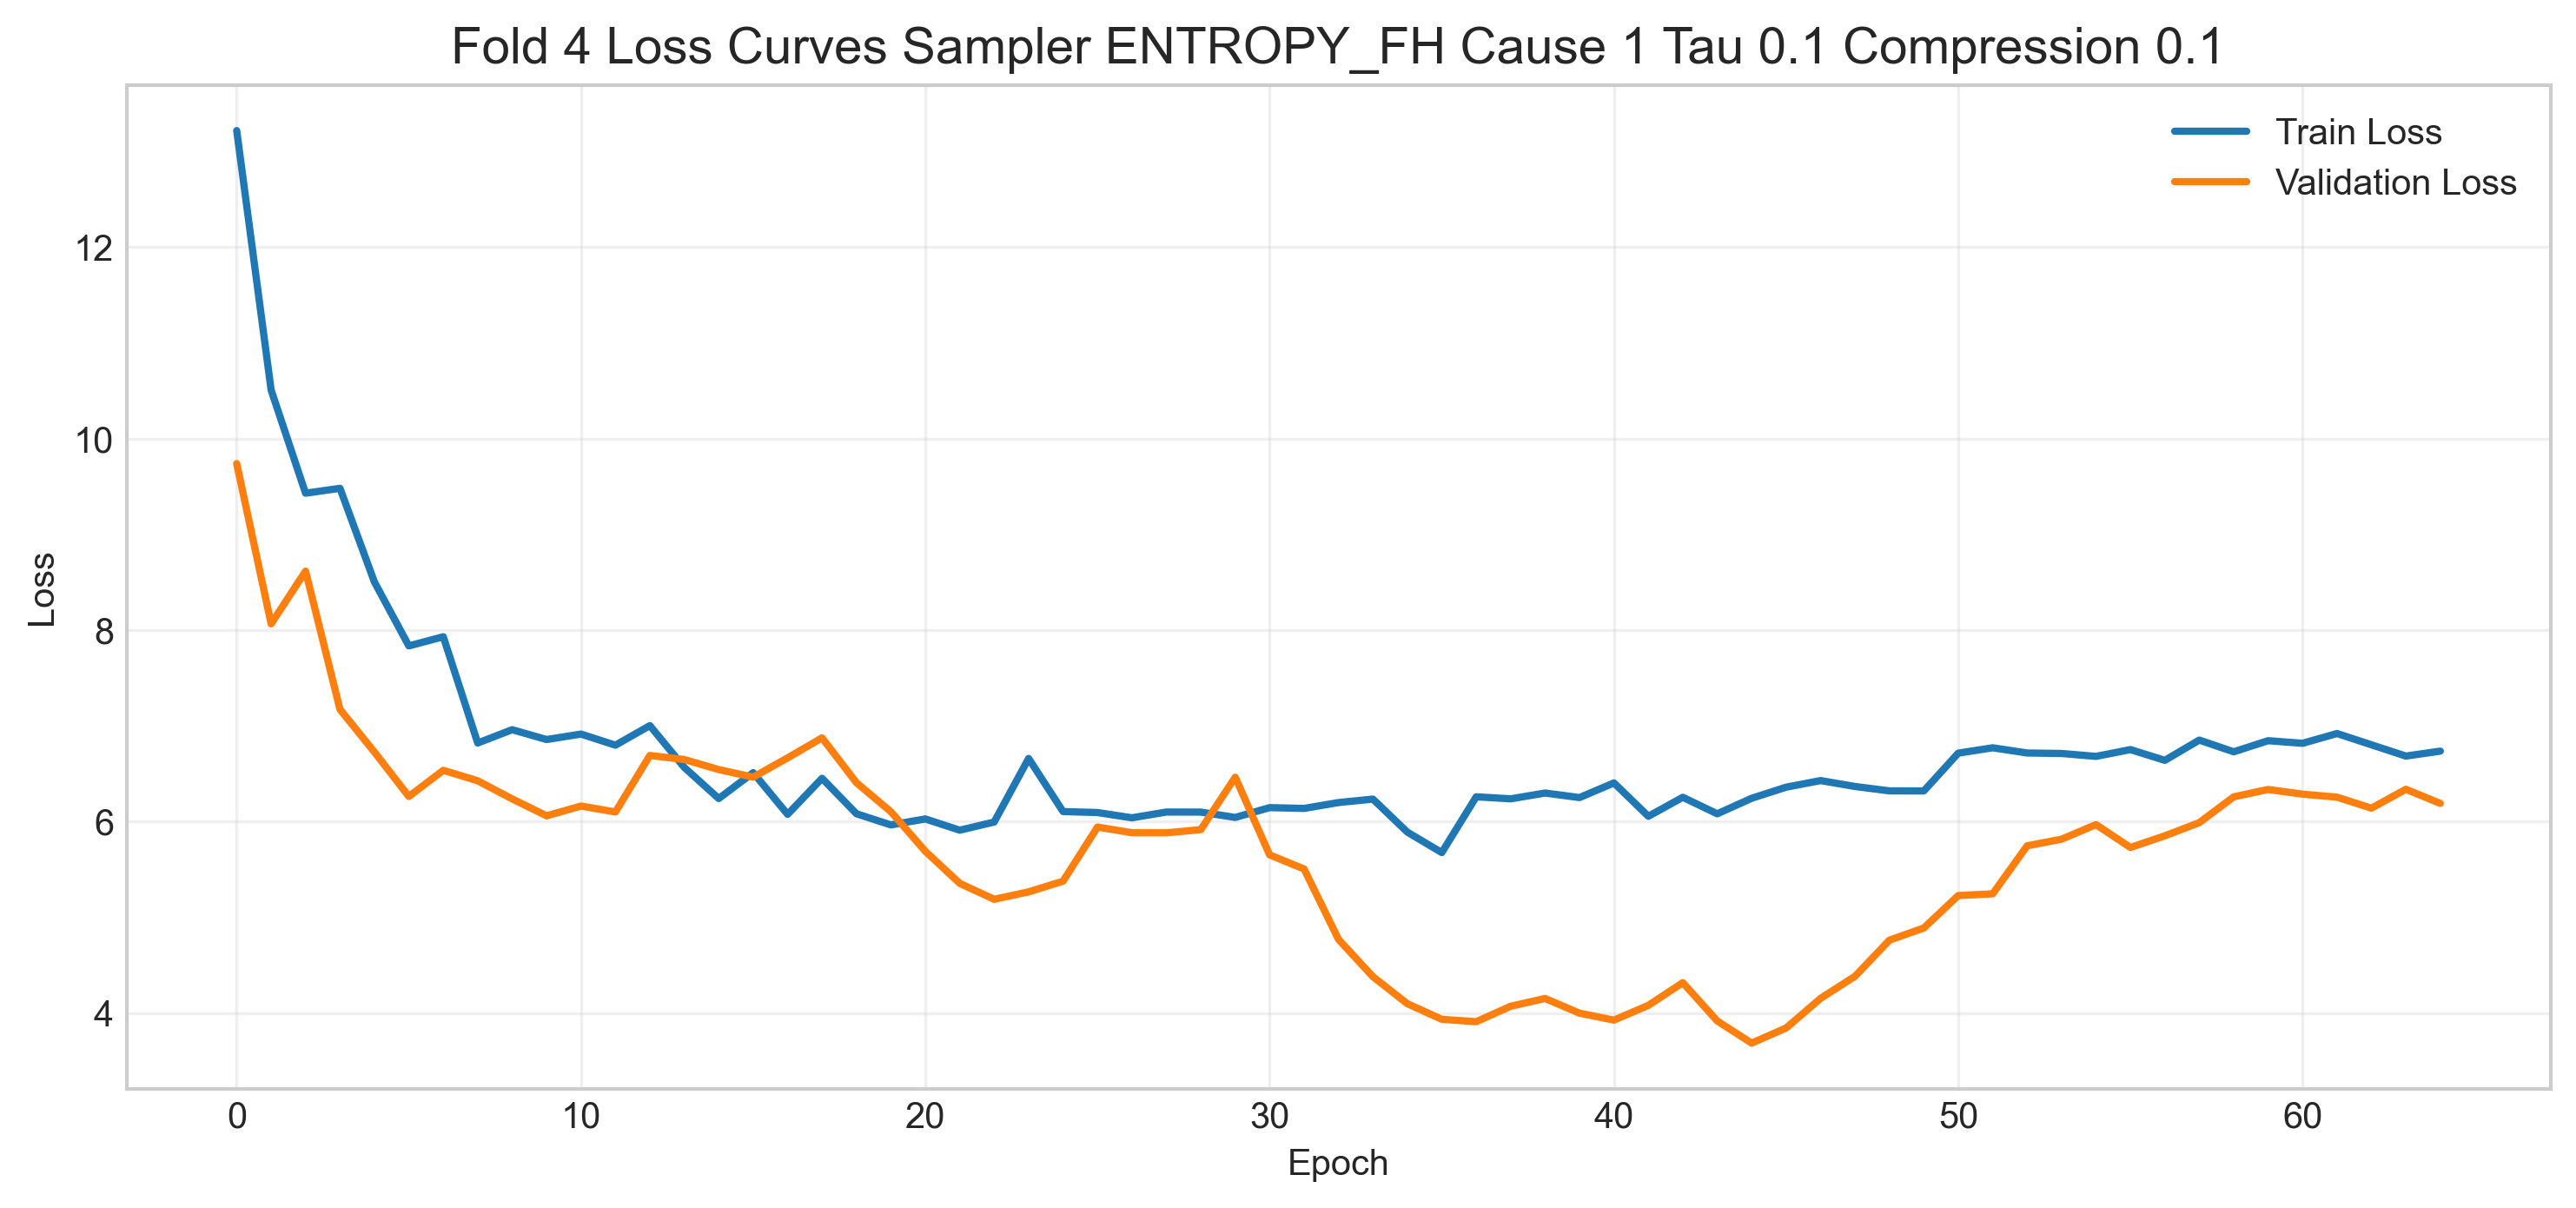 Fold 4 Loss Curves Sampler ENTROPY_FH Cause 1 Tau 0.1 Compression 0.1
Train Loss
Validation Loss
Loss
12
10
8
6
4
0 10 20 30 40 50 60
Epoch